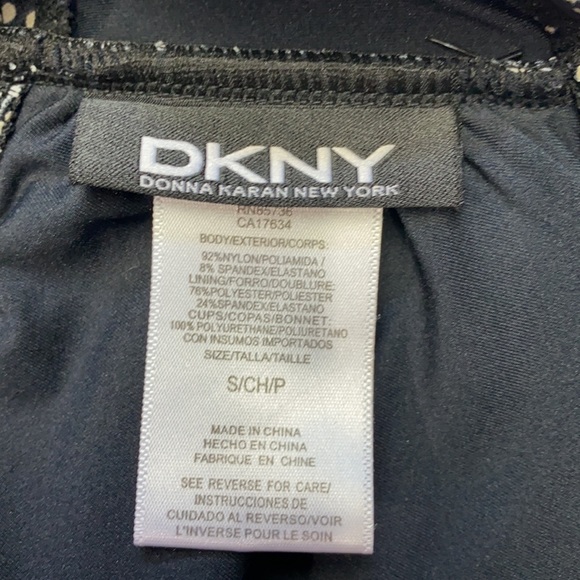 DKNY
DONNA KARAN NEW YORK
RN85736
CA17634
BODY/EXTERIOR/CORPS:
92%NYLON/POLIAMIDA/
8% SPANDEX/ELASTANO
LINING/FORRO/DOUBLURE:
76%POLYESTER/POLIESTER
24%SPANDEX/ELASTANO
CUPS/COPAS/BONNET:
100% POLYURETHANE/POLIURETANO
CON INSUMOS IMPORTADOS
SIZE/TALLA/TAILLE
S/CH/P
MADE IN CHINA
HECHO EN CHINA
FABRIQUE EN CHINE
SEE REVERSE FOR CARE/
INSTRUCCIONES DE
CUIDADO AL REVERSO/VOIR
L'INVERSE POUR LE SOIN